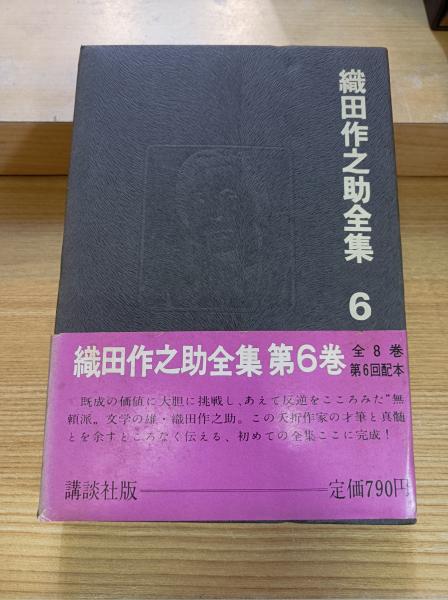 織田作之助全集 6
織田作之助全集 第6巻
全8巻
第6回配本
既成の価値に大胆に挑戦し、あえて反逆をこころみた"無
頼派〟文学の雄・織田作之助。この夭折作家の才筆と真髄
とを余すところなく伝える、初めての全集ここに完成!
講談社版
定価790円